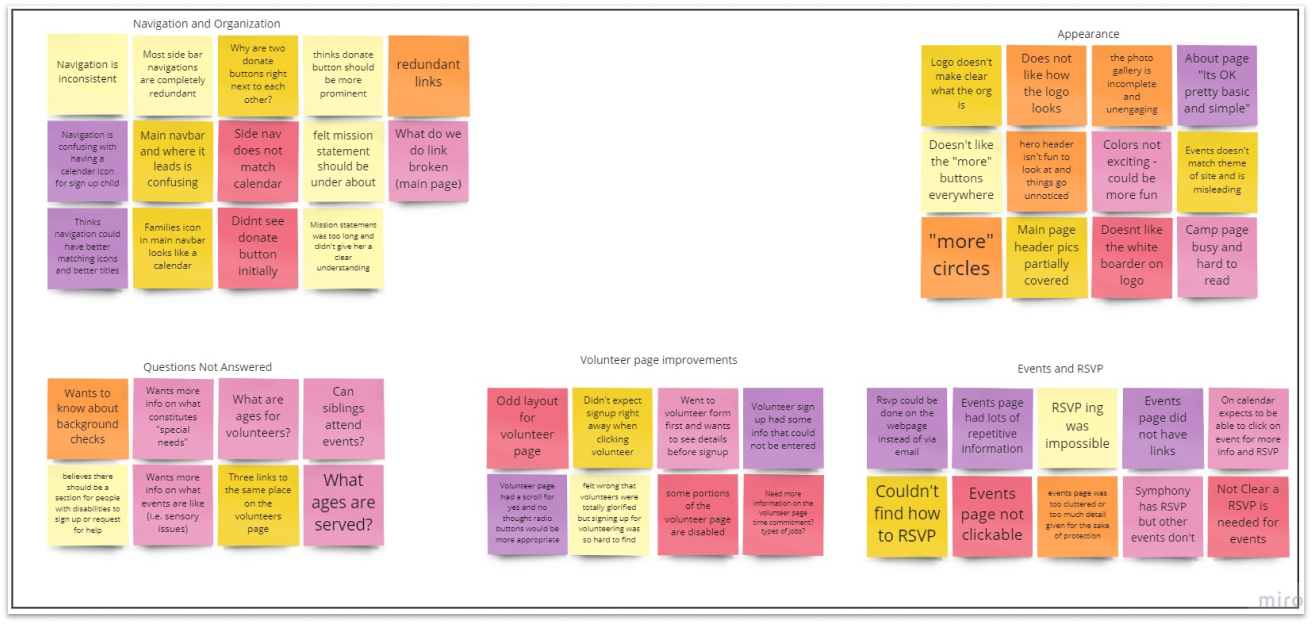 Navigation and Organization
Navigation is
inconsistent
Most side bar
navigations
are completely
redundant
Why are two
donate
buttons right
next to each
other?
thinks donate
button should
be more
prominent
redundant
links
Navigation is
confusing with
having a
calendar icon
for sign up child
Main navbar
and where it
leads is
confusing
Side nav
does not
match
calendar
felt mission
statement
should be
under about
What do we
do link
broken
(main page)
Thinks
navigation could
have better
matching icons
and better titles
Families icon
in main navbar
looks like a
calendar
Didnt see
donate
button
initially
Mission statement
was too long and
didn't give her a
clear
understanding
Appearance
Logo doesn't
make clear
what the org
is
Does not
like how
the logo
looks
the photo
gallery is
incomplete
and
unengaging
About page
"Its OK
pretty basic
and simple"
Doesn't like
the "more"
buttons
everywhere
hero header
isn't fun to
look at and
things go
unnoticed
Colors not
exciting -
could be
more fun
Events doesn't
match theme
of site and is
misleading
"more"
circles
Main page
header pics
partially
covered
Doesnt like
the white
boarder on
logo
Camp page
busy and
hard to
read
Questions Not Answered
Wants to
know about
background
checks
Wants more
info on what
constitutes
"special
needs"
What are
ages for
volunteers?
Can
siblings
attend
events?
believes there
should be a
section for people
with disabilities to
sign up or request
for help
Wants more
info on what
events are like
(i.e. sensory
issues)
Three links to
the same place
on the
volunteers
page
What
ages are
served?
Volunteer page improvements
Odd layout
for
volunteer
page
Didn't expect
signup right
away when
clicking
volunteer
Went to
volunteer form
first and wants
to see details
before signup
Volunteer sign
up had some
info that could
not be entered
Volunteer page
had a scroll for
yes and no
thought radio
buttons would be
more appropriate
felt wrong that
volunteers were
totally glorified
but signing up for
volunteering was
so hard to find
some portions
of the
volunteer page
are disabled
Need more
information on the
volunteer page
time commitment?
types of jobs?
Events and RSVP
Rsvp could be
done on the
webpage
instead of via
email
Events page
had lots of
repetitive
information
RSVP ing
was
impossible
Events
page did
not have
links
On calendar
expects to be
able to click on
event for more
info and RSVP
Couldn't
find how
to RSVP
Events
page not
clickable
events page was
too cluttered or
too much detail
given for the sake
of protection
Symphony
has RSVP
but other
events don't
Not Clear a
RSVP is
needed for
events
miro